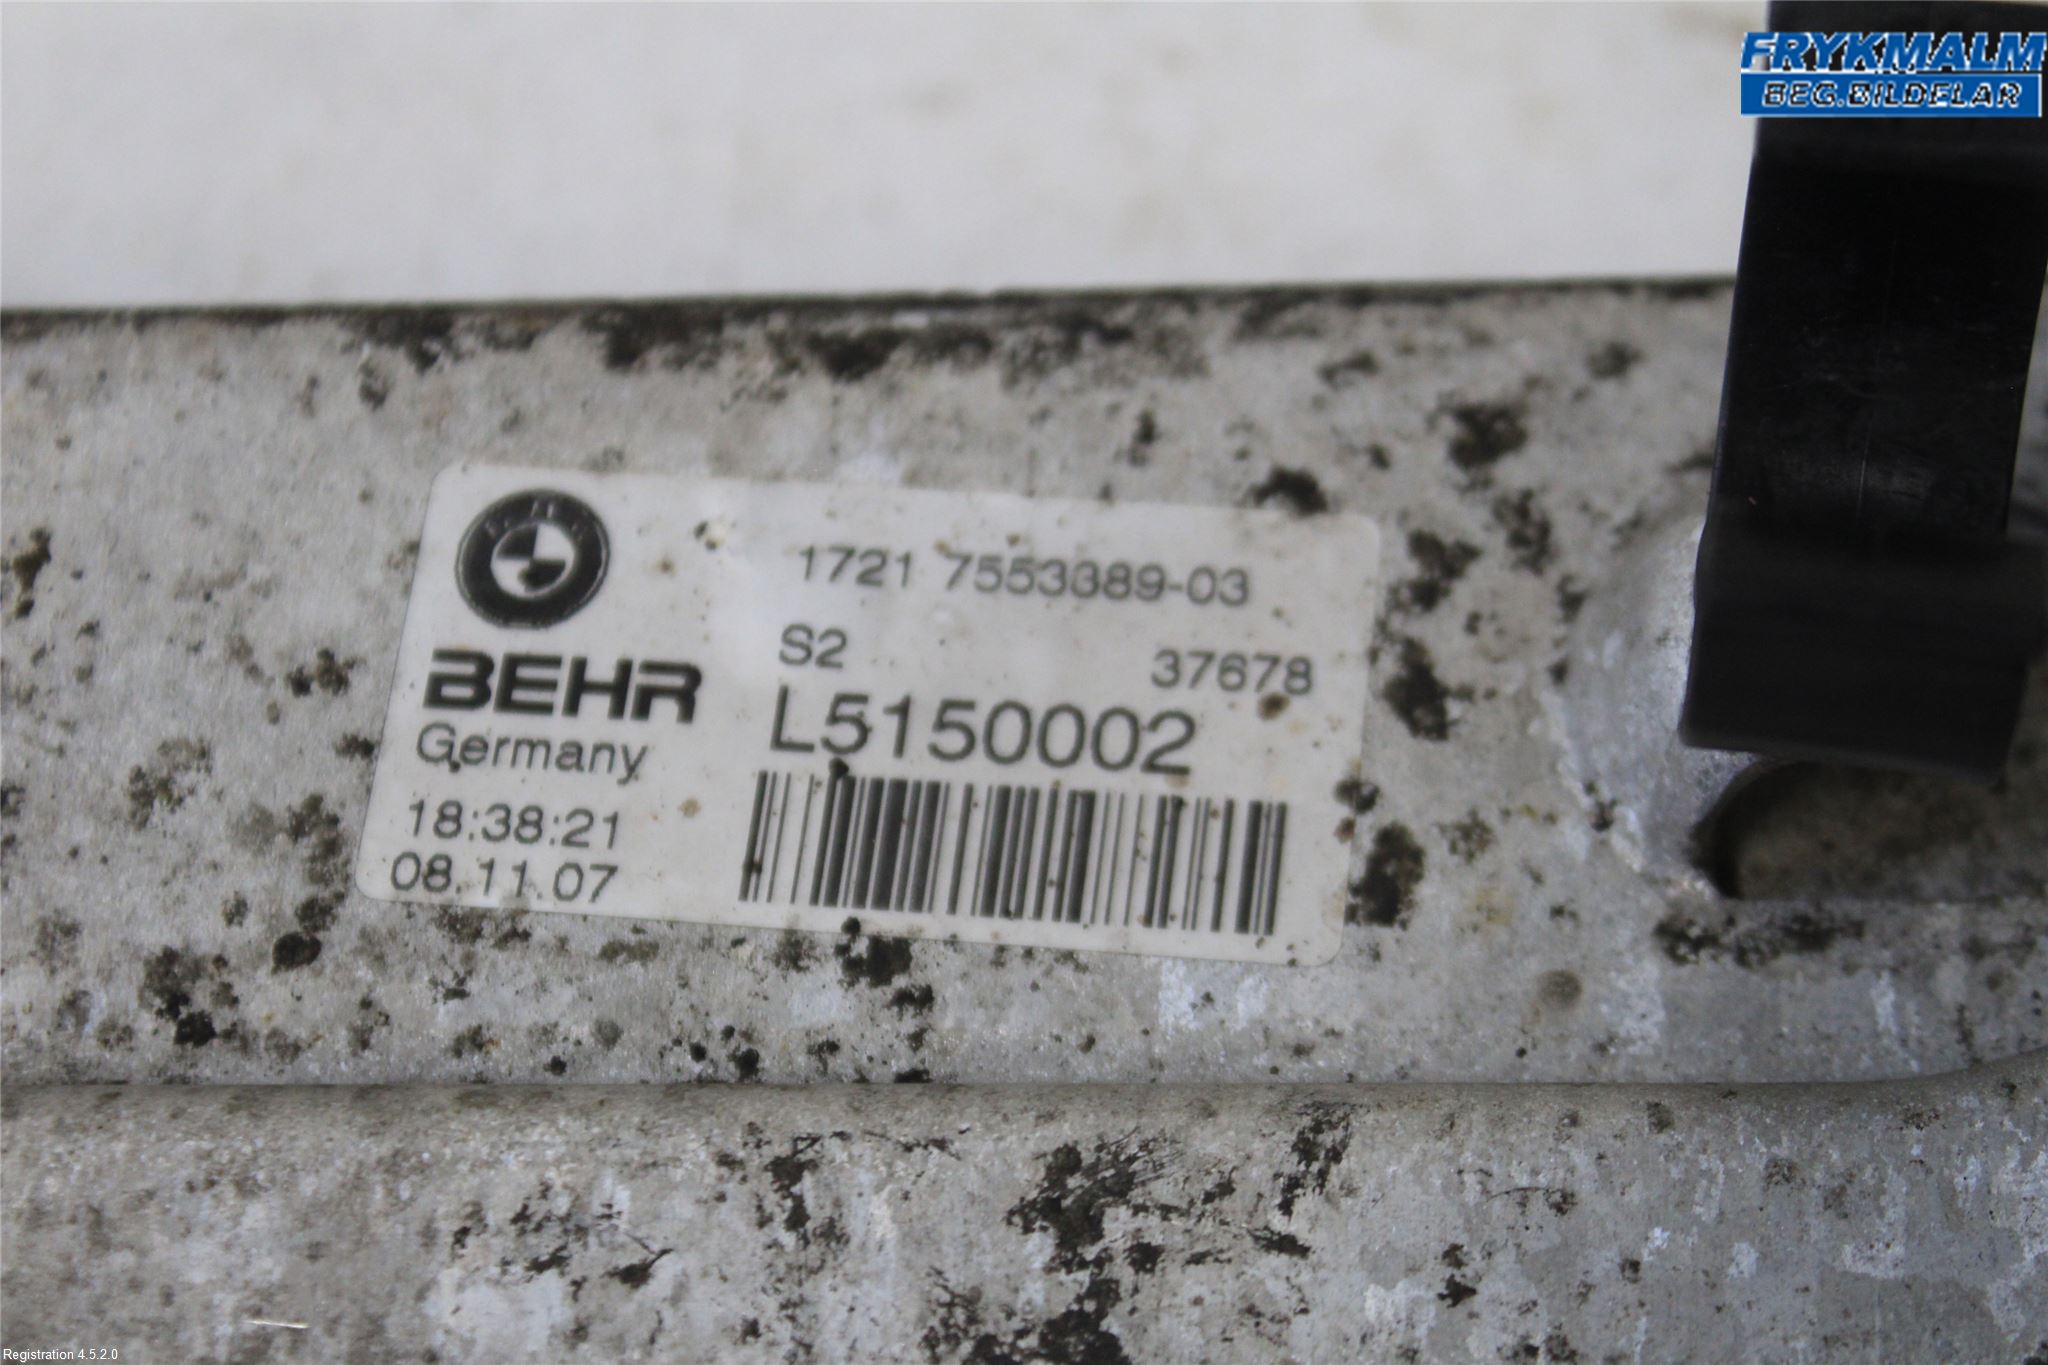 FRYKMALM
BEG.BILDELAR
1721 7553389-03
S2 37678
BEHR
L5150002
Germany
18:38:21
08.11.07
Registration 4.5.2.0